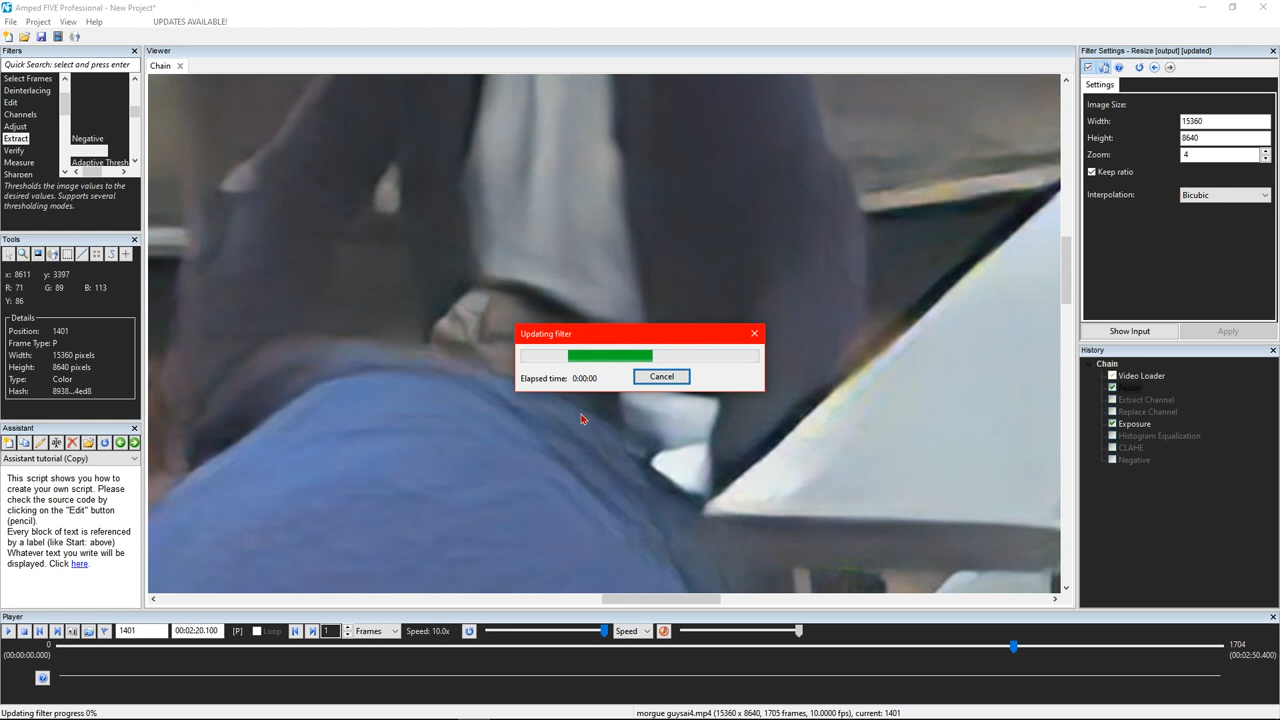 Amped FIVE Professional - New Project*
File Project View Help UPDATES AVAILABLE!
Filters
Quick Search: select and press enter
Select Frames
Deinterlacing
Edit
Channels
Adjust
Extract
Verify
Measure
Sharpen
Negative
Adaptive Thresh
Thresholds the image values to the
desired values. Supports several
thresholding modes.
Tools
x: 8611 y: 3397
R: 71 G: 89 B: 113
Y: 86
Details
Position: 1401
Frame Type: P
Width: 15360 pixels
Height: 8640 pixels
Type: Color
Hash: 8938...4ed8
Assistant
Assistant tutorial (Copy)
This script shows you how to
create your own script. Please
check the source code by
clicking on the "Edit" button
(pencil).
Every block of text is referenced
by a label (like Start: above)
Whatever text you write will be
displayed. Click here.
Viewer
Chain
Updating filter
Elapsed time: 0:00:00
Cancel
Filter Settings - Resize [output] [updated]
Settings
Image Size:
Width: 15360
Height: 8640
Zoom: 4
Keep ratio
Interpolation: Bicubic
Show Input Apply
History
Chain
Video Loader
Resize
Extract Channel
Replace Channel
Exposure
Histogram Equalization
CLAHE
Negative
Player
1401 00:02:20.100 [P] Loop 1 Frames Speed: 10.0x Speed
0 1704
(00:00:00.000) (00:02:50.400)
Updating filter progress 0% morgue guysai4.mp4 (15360 x 8640, 1705 frames, 10.0000 fps), current: 1401